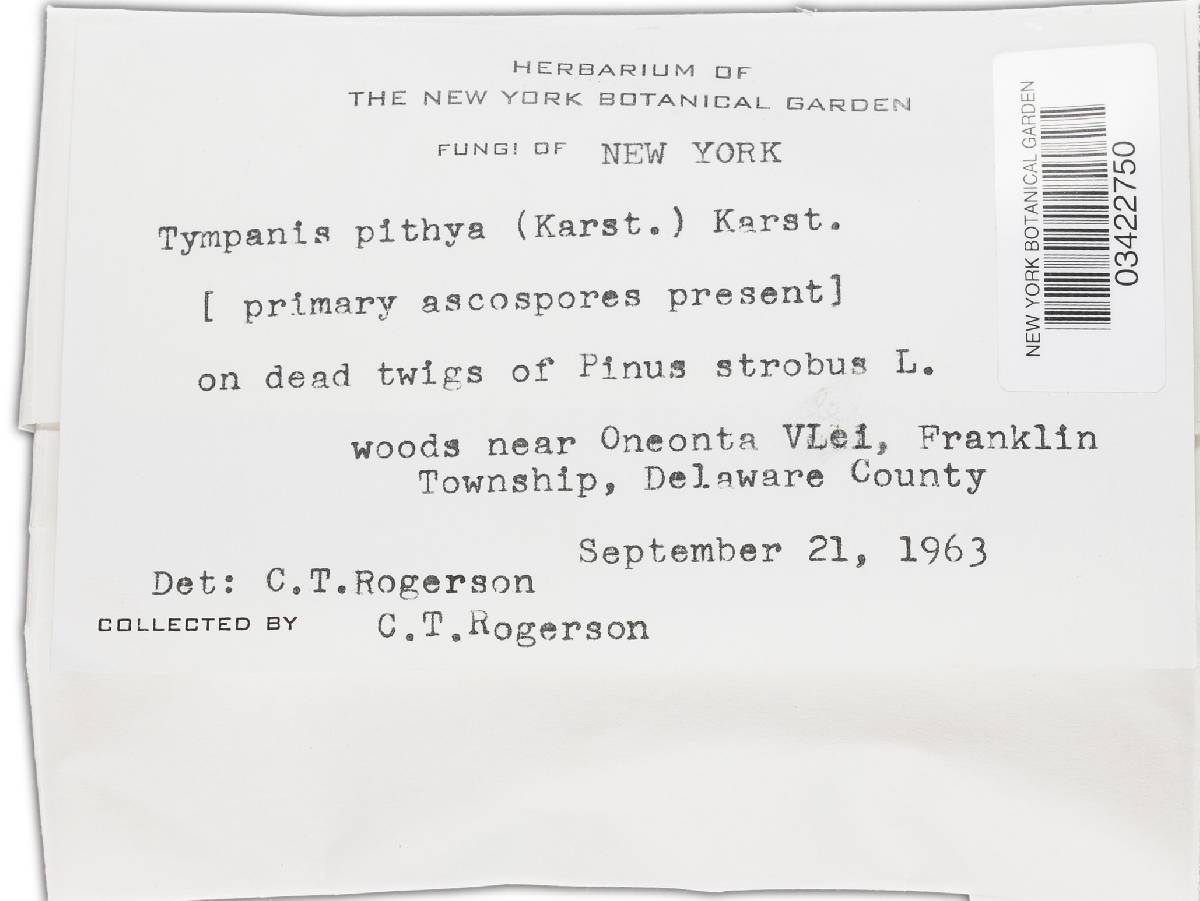 HERBARIUM OF
THE NEW YORK BOTANICAL GARDEN
FUNGI OF NEW YORK
Tympanis pithya (Karst.) Karst.
[ primary ascospores present]
on dead twigs of Pinus strobus L.
woods near Oneonta VLei, Franklin
Township, Delaware County
September 21, 1963
Det: C.T.Rogerson
COLLECTED BY C.T.Rogerson
NEW YORK BOTANICAL GARDEN
03422750